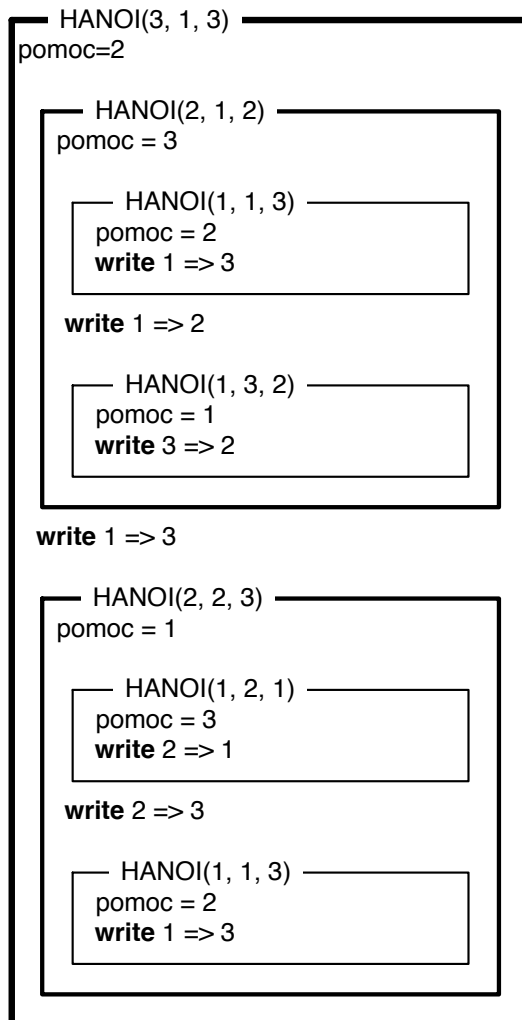 HANOI(3, 1, 3)
pomoc=2
HANOI(2, 1, 2)
pomoc = 3
HANOI(1, 1, 3)
pomoc = 2
write 1 => 3
write 1 => 2
HANOI(1, 3, 2)
pomoc = 1
write 3 => 2
write 1 => 3
HANOI(2, 2, 3)
pomoc = 1
HANOI(1, 2, 1)
pomoc = 3
write 2 => 1
write 2 => 3
HANOI(1, 1, 3)
pomoc = 2
write 1 => 3